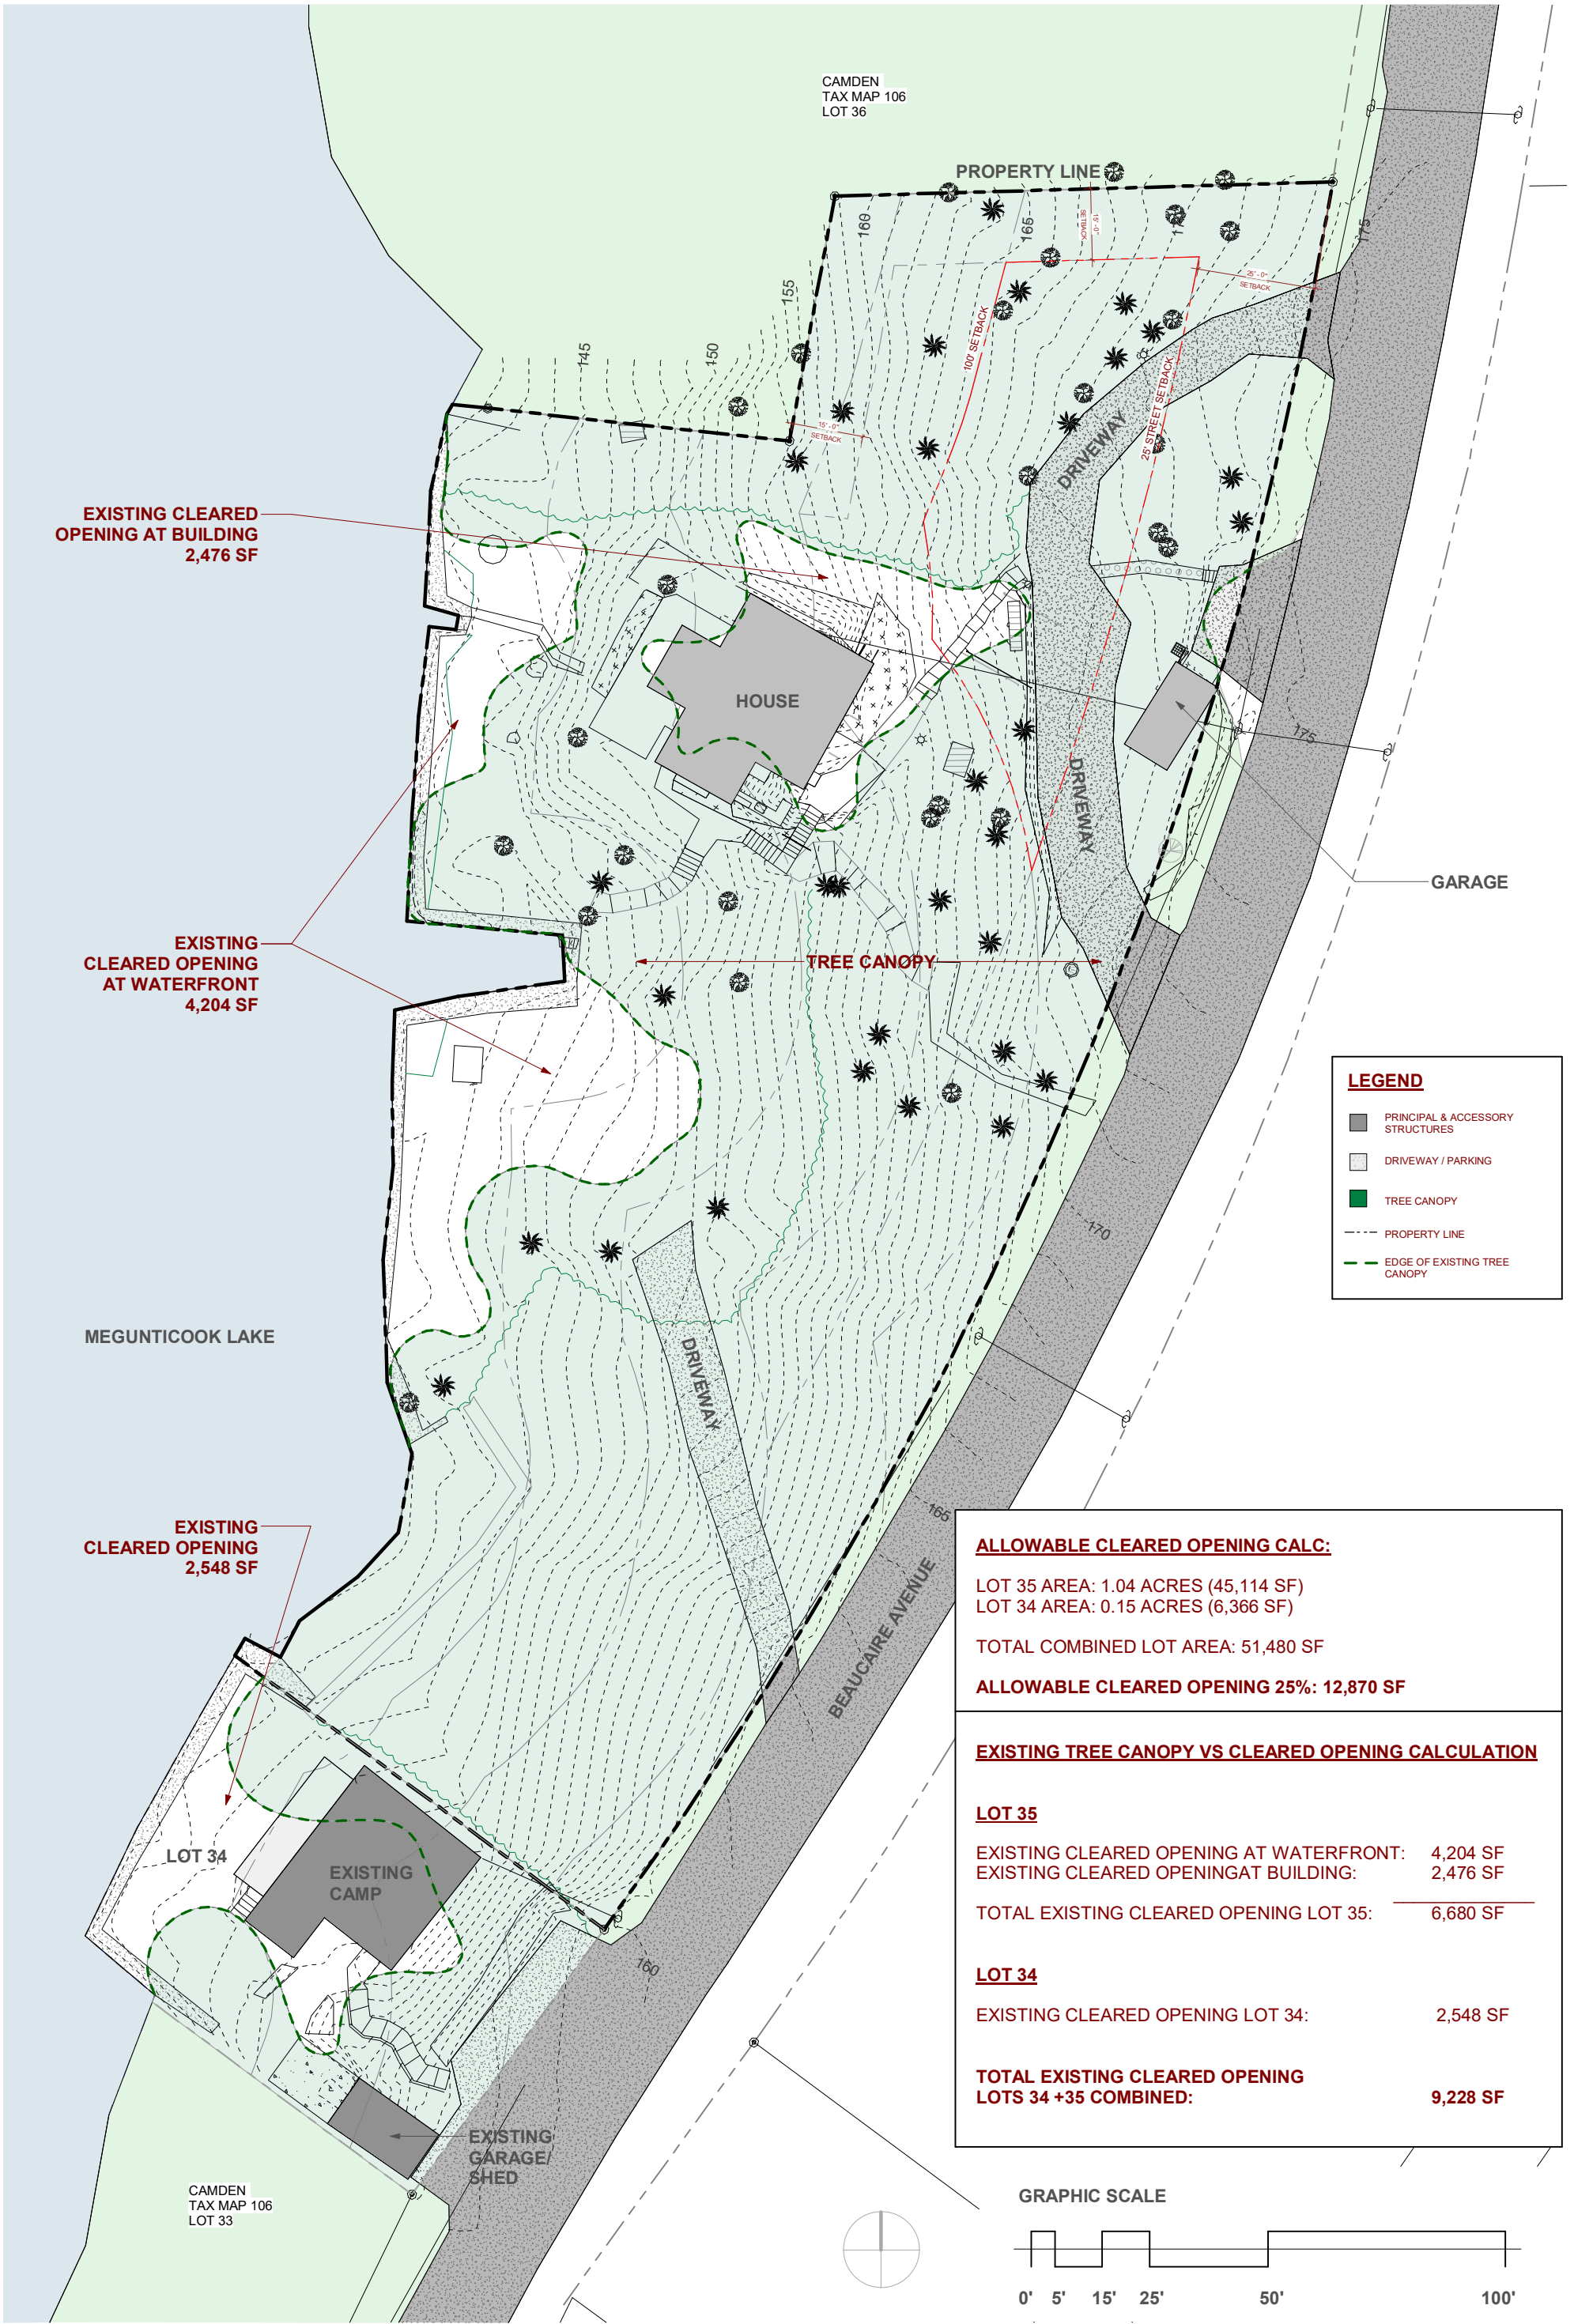 CAMDEN
TAX MAP 106
LOT 36
PROPERTY LINE
160
165
175
15' - 0"
SETBACK
25' - 0"
SETBACK
155
145
150
100' SETBACK
15' - 0"
SETBACK
DRIVEWAY
25' STREET SETBACK
EXISTING CLEARED
OPENING AT BUILDING
2,476 SF
HOUSE
175
DRIVEWAY
GARAGE
EXISTING
CLEARED OPENING
AT WATERFRONT
4,204 SF
TREE CANOPY
LEGEND
PRINCIPAL & ACCESSORY
STRUCTURES
DRIVEWAY / PARKING
TREE CANOPY
PROPERTY LINE
EDGE OF EXISTING TREE
CANOPY
170
MEGUNTICOOK LAKE
DRIVEWAY
165
EXISTING
CLEARED OPENING
2,548 SF
BEAUCAIRE AVENUE
ALLOWABLE CLEARED OPENING CALC:
LOT 35 AREA: 1.04 ACRES (45,114 SF)
LOT 34 AREA: 0.15 ACRES (6,366 SF)
TOTAL COMBINED LOT AREA: 51,480 SF
ALLOWABLE CLEARED OPENING 25%: 12,870 SF
EXISTING TREE CANOPY VS CLEARED OPENING CALCULATION
LOT 35
EXISTING CLEARED OPENING AT WATERFRONT: 4,204 SF
EXISTING CLEARED OPENINGAT BUILDING: 2,476 SF
TOTAL EXISTING CLEARED OPENING LOT 35: 6,680 SF
LOT 34
EXISTING CLEARED OPENING LOT 34: 2,548 SF
TOTAL EXISTING CLEARED OPENING
LOTS 34 +35 COMBINED: 9,228 SF
LOT 34
EXISTING
CAMP
160
EXISTING
GARAGE/
SHED
CAMDEN
TAX MAP 106
LOT 33
GRAPHIC SCALE
0' 5' 15' 25' 50' 100'